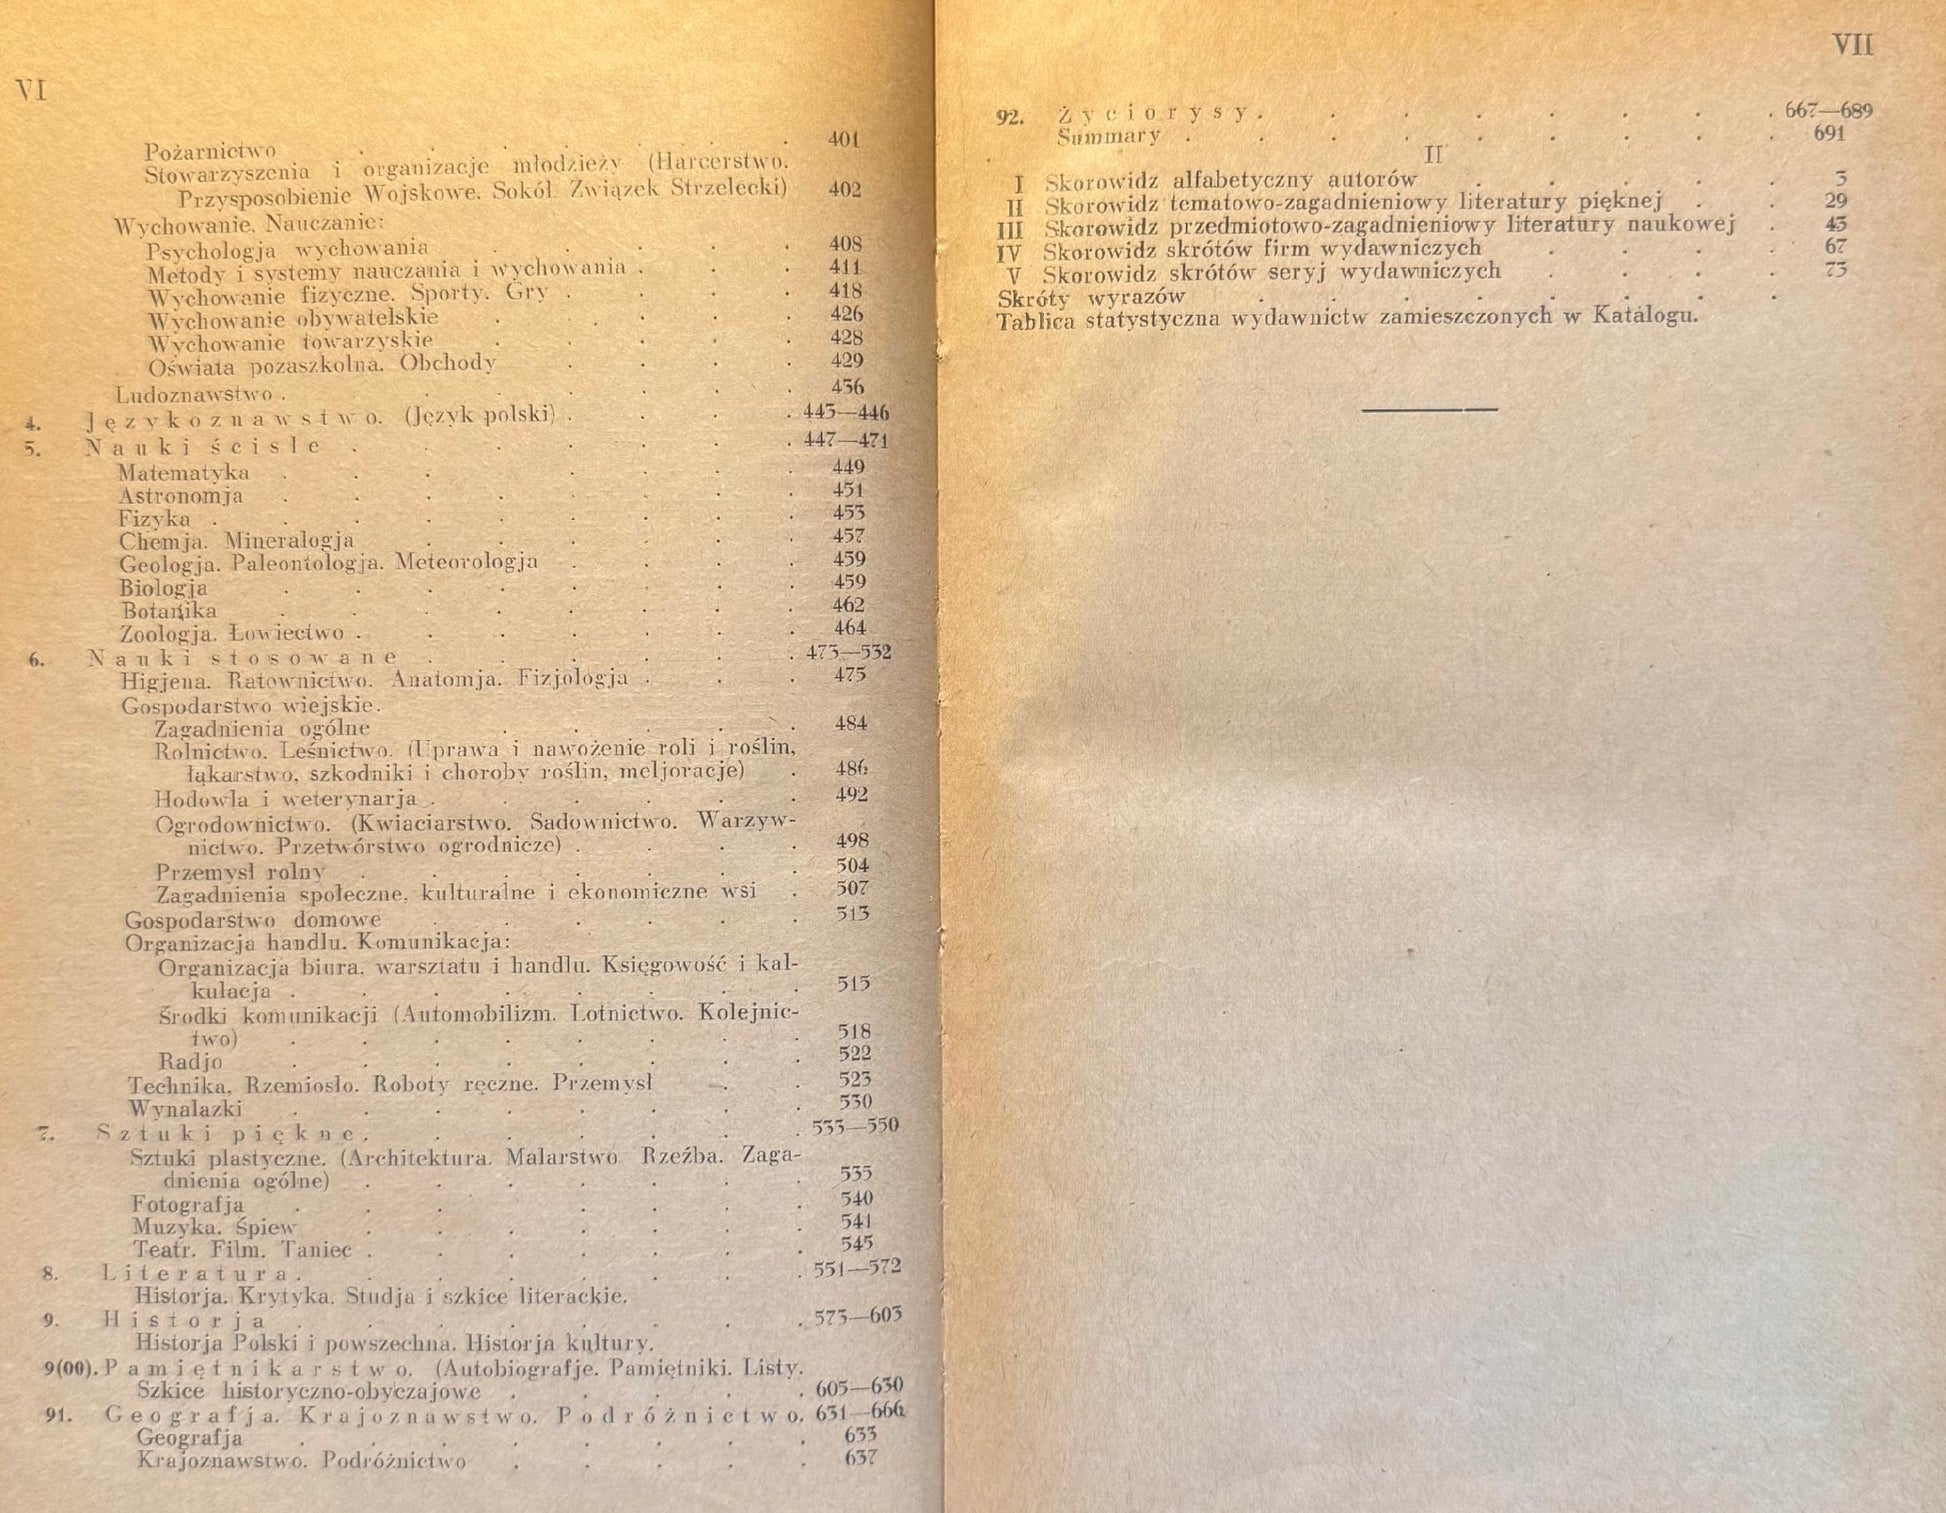 VI
Pożarnictwo . . . . . . . 401
Stowarzyszenia i organizacje młodzieży (Harcerstwo.
Przysposobienie Wojskowe. Sokół Związek Strzelecki) 402
Wychowanie. Nauczanie:
Psychologja wychowania . . . . . 408
Metody i systemy nauczania i wychowania . . . 411
Wychowanie fizyczne. Sporty. Gry . . . . 418
Wychowanie obywatelskie . . . . . 426
Wychowanie towarzyskie . . . . . 428
Oświata pozaszkolna. Obchody . . . . 429
Ludoznawstwo . . . . . . . 436
4. Językoznawstwo. (Język polski) . . . . 443—446
5. Nauki ścisłe . . . . . . . 447—471
Matematyka . . . . . . . . 449
Astronomja . . . . . . . . 451
Fizyka . . . . . . . . . 453
Chemja. Mineralogja . . . . . . 457
Geologja. Paleontologja. Meteorologja . . . . 459
Biologja . . . . . . . . 459
Botanika . . . . . . . . 462
Zoologja. Łowiectwo . . . . . . . 464
6. Nauki stosowane . . . . . . 473—532
Higjena. Ratownictwo. Anatomja. Fizjologja . . . 475
Gospodarstwo wiejskie.
Zagadnienia ogólne . . . . . 484
Rolnictwo. Leśnictwo. (Uprawa i nawożenie roli i roślin,
łąkarstwo, szkodniki i choroby roślin, meljoracje) . 486
Hodowla i weterynarja . . . . . . 492
Ogrodownictwo. (Kwiaciarstwo. Sadownictwo. Warzyw-
nictwo. Przetwórstwo ogrodnicze) . . . . 498
Przemysł rolny . . . . . . . 504
Zagadnienia społeczne, kulturalne i ekonomiczne wsi . 507
Gospodarstwo domowe . . . . . . 513
Organizacja handlu. Komunikacja:
Organizacja biura, warsztatu i handlu. Księgowość i kal-
kulacja . . . . . . . . 515
Środki komunikacji (Automobilizm. Lotnictwo. Kolejnic-
two) . . . . . . . . 518
Radjo . . . . . . . . 522
Technika. Rzemiosło. Roboty ręczne. Przemysł . . 523
Wynalazki . . . . . . . . 530
7. Sztuki piękne . . . . . . . 533—550
Sztuki plastyczne. (Architektura. Malarstwo Rzeźba. Zaga-
dnienia ogólne) . . . . . . . 535
Fotografja . . . . . . . 540
Muzyka. Śpiew . . . . . . . 541
Teatr. Film. Taniec . . . . . . . 545
8. Literatura . . . . . . . . 551—572
Historja. Krytyka. Studja i szkice literackie.
9. Historja . . . . . . . . 573—603
Historja Polski i powszechna. Historja kultury.
9(00). Pamiętnikarstwo. (Autobiografje. Pamiętniki. Listy.
Szkice historyczno-obyczajowe . . . . . 605—630
91. Geografja. Krajoznawstwo. Podróżnictwo. 631—666
Geografja . . . . . . . . 633
Krajoznawstwo. Podróżnictwo . . . . . 637
VII
92. Życiorysy . . . . . . . . 667—689
Summary . . . . . . . . 691
II
I Skorowidz alfabetyczny autorów . . . . . 3
II Skorowidz tematowo-zagadnieniowy literatury pięknej . . 29
III Skorowidz przedmiotowo-zagadnieniowy literatury naukowej . 43
IV Skorowidz skrótów firm wydawniczych . . . . 67
V Skorowidz skrótów seryj wydawniczych . . . . 73
Skróty wyrazów . . . . . . . .
Tablica statystyczna wydawnictw zamieszczonych w Katalogu.